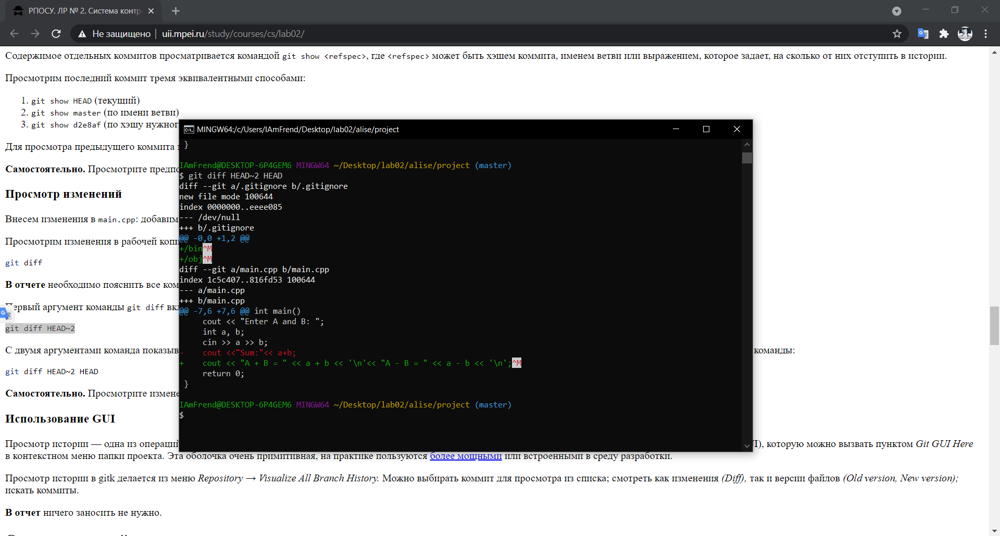 РПОСУ. ЛР № 2. Система контр
Не защищено | uii.mpei.ru/study/courses/cs/lab02/
Содержимое отдельных коммитов просматривается командой git show <refspec>, где <refspec> может быть хэшем коммита, именем ветви или выражением, которое задает, на сколько от них отступить в истории.
Просмотрим последний коммит тремя эквивалентными способами:
1. git show HEAD (текущий)
2. git show master (по имени ветви)
3. git show d2e8af (по хэшу
Для просмотра предыдущего коммита
Самостоятельно. Просмотрите
Просмотр изменений
Внесем изменения в main.cpp:
Просмотрим изменения в рабочей
git diff
В отчете необходимо пояснить все
Первый аргумент команды git diff
git diff HEAD~2
С двумя аргументами команда
команды:
git diff HEAD~2 HEAD
Самостоятельно. Просмотрите
Использование GUI
Просмотр истории — одна из
которую можно вызвать пунктом Git GUI Here
в контекстном меню папки проекта. Эта оболочка очень примитивная, на практике пользуются более мощными или встроенными в среду разработки.
Просмотр истории в gitk делается из меню Repository → Visualize All Branch History. Можно выбирать коммит для просмотра из списка; смотреть как изменения (Diff), так и версии файлов (Old version, New version);
искать коммиты.
В отчет ничего заносить не нужно.
MINGW64:/c/Users/IAmFrend/Desktop/lab02/alise/project
}
IAmFrend@DESKTOP-6P4GEM6 MINGW64 ~/Desktop/lab02/alise/project (master)
$ git diff HEAD~2 HEAD
diff --git a/.gitignore b/.gitignore
new file mode 100644
index 0000000..eeee085
--- /dev/null
+++ b/.gitignore
@@ -0,0 +1,2 @@
+/bin^M
+/obj^M
diff --git a/main.cpp b/main.cpp
index 1c5c407..816fd53 100644
--- a/main.cpp
+++ b/main.cpp
@@ -7,6 +7,6 @@ int main()
cout << "Enter A and B: ";
int a, b;
cin >> a >> b;
- cout <<"Sum:"<< a+b;
+ cout << "A + B = " << a + b << '\n'<< "A - B = " << a - b << '\n';^M
return 0;
}
IAmFrend@DESKTOP-6P4GEM6 MINGW64 ~/Desktop/lab02/alise/project (master)
$